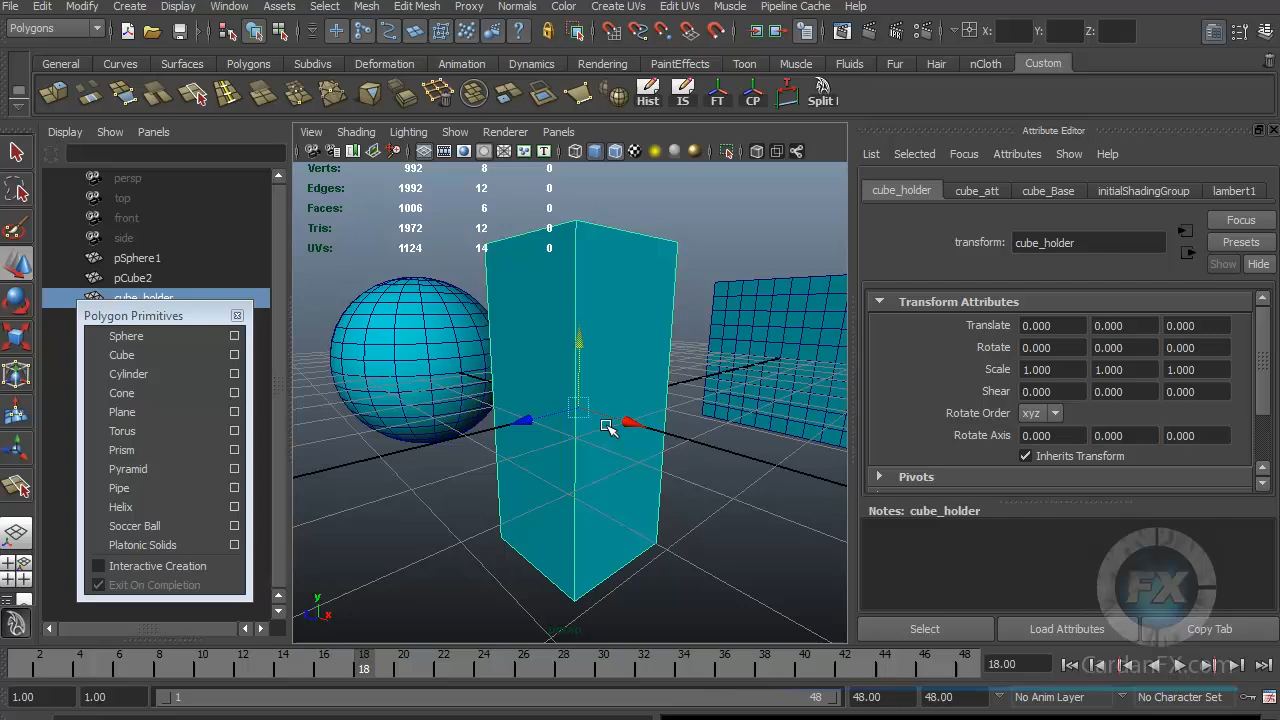 File Edit Modify Create Display Window Assets Select Mesh Edit Mesh Proxy Normals Color Create UVs Edit UVs Muscle Pipeline Cache Help
Polygons X: Y: Z:
General Curves Surfaces Polygons Subdivs Deformation Animation Dynamics Rendering PaintEffects Toon Muscle Fluids Fur Hair nCloth Custom
Hist IS FT CP Split
Display Show Panels
View Shading Lighting Show Renderer Panels
Attribute Editor
List Selected Focus Attributes Show Help
persp
top
front
side
pSphere1
pCube2
cube_holder
Polygon Primitives
Sphere
Cube
Cylinder
Cone
Plane
Torus
Prism
Pyramid
Pipe
Helix
Soccer Ball
Platonic Solids
Interactive Creation
Exit On Completion
Verts: 992 8 0
Edges: 1992 12 0
Faces: 1006 6 0
Tris: 1972 12 0
UVs: 1124 14 0
y
x
persp
cube_holder cube_att cube_Base initialShadingGroup lambert1
transform: cube_holder
Focus
Presets
Show Hide
Transform Attributes
Translate 0.000 0.000 0.000
Rotate 0.000 0.000 0.000
Scale 1.000 1.000 1.000
Shear 0.000 0.000 0.000
Rotate Order xyz
Rotate Axis 0.000 0.000 0.000
Inherits Transform
Pivots
Notes: cube_holder
FX
Select Load Attributes Copy Tab
CardanFX.com
2 4 6 8 10 12 14 16 18 20 22 24 26 28 30 32 34 36 38 40 42 44 46 48
18
18.00
1.00 1.00 1 48 48.00 48.00 No Anim Layer No Character Set